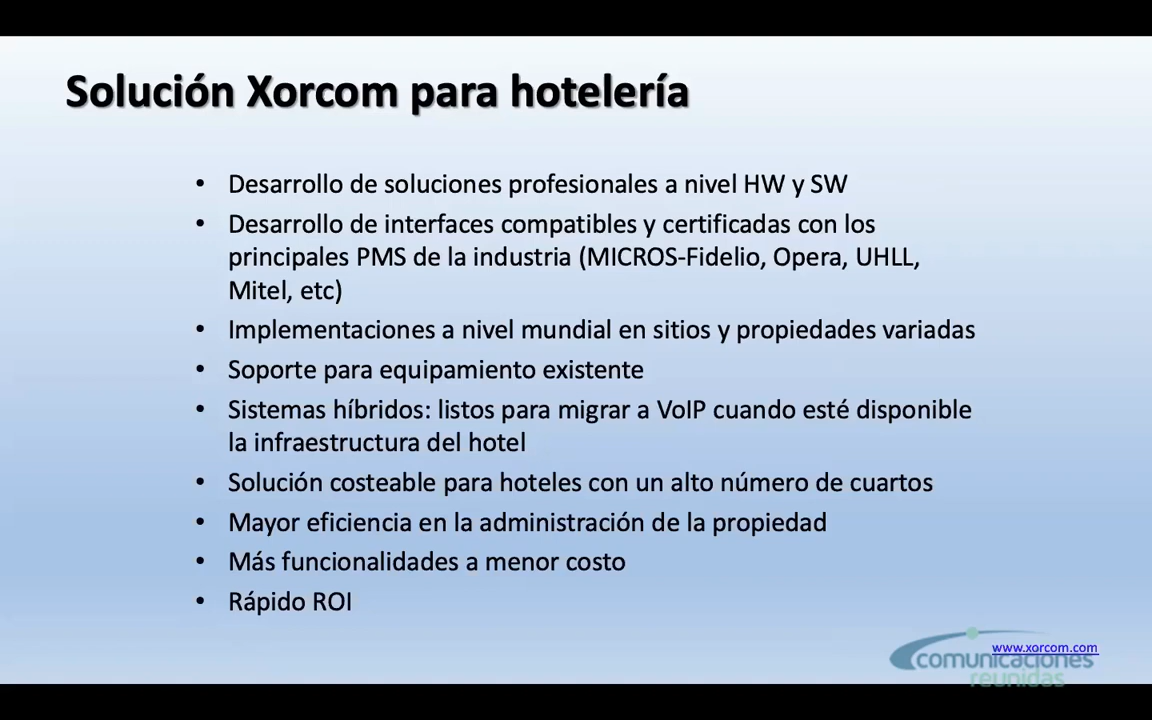 Solución Xorcom para hotelería
• Desarrollo de soluciones profesionales a nivel HW y SW
• Desarrollo de interfaces compatibles y certificadas con los
principales PMS de la industria (MICROS-Fidelio, Opera, UHLL,
Mitel, etc)
• Implementaciones a nivel mundial en sitios y propiedades variadas
• Soporte para equipamiento existente
• Sistemas híbridos: listos para migrar a VoIP cuando esté disponible
la infraestructura del hotel
• Solución costeable para hoteles con un alto número de cuartos
• Mayor eficiencia en la administración de la propiedad
• Más funcionalidades a menor costo
• Rápido ROI
www.xorcom.com
comunicaciones
reunidas